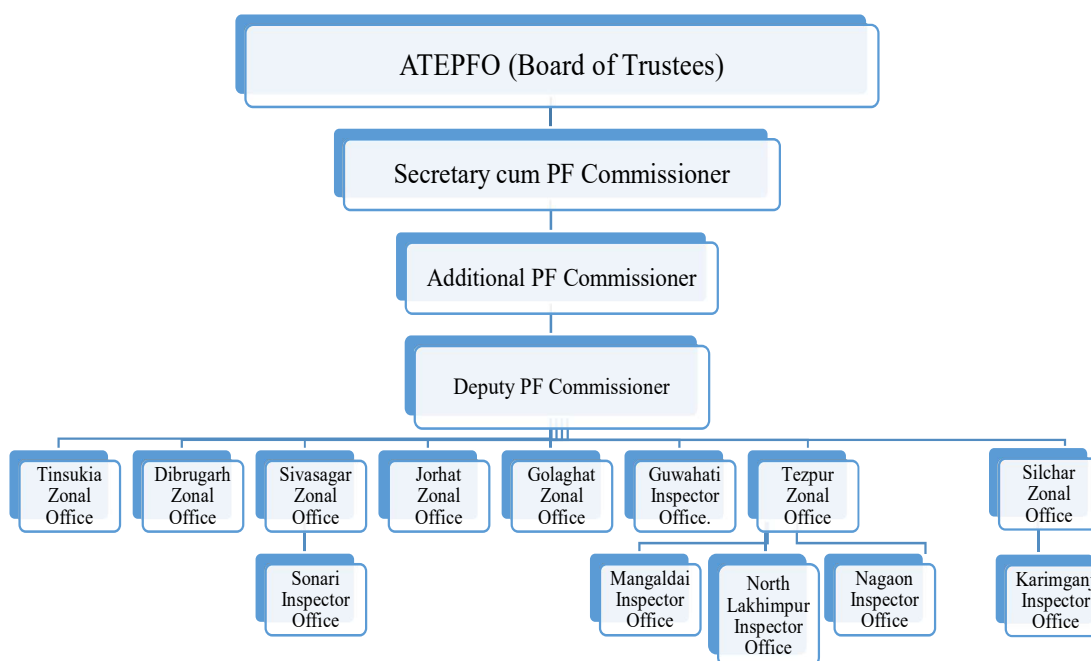 ATEPFO (Board of Trustees)
Secretary cum PF Commissioner
Additional PF Commissioner
Deputy PF Commissioner
Tinsukia
Zonal
Office
Dibrugarh
Zonal
Office
Sivasagar
Zonal
Office
Jorhat
Zonal
Office
Golaghat
Zonal
Office
Guwahati
Inspector
Office.
Tezpur
Zonal
Office
Silchar
Zonal
Office
Sonari
Inspector
Office
Mangaldai
Inspector
Office
North
Lakhimpur
Inspector
Office
Nagaon
Inspector
Office
Karimganj
Inspector
Office